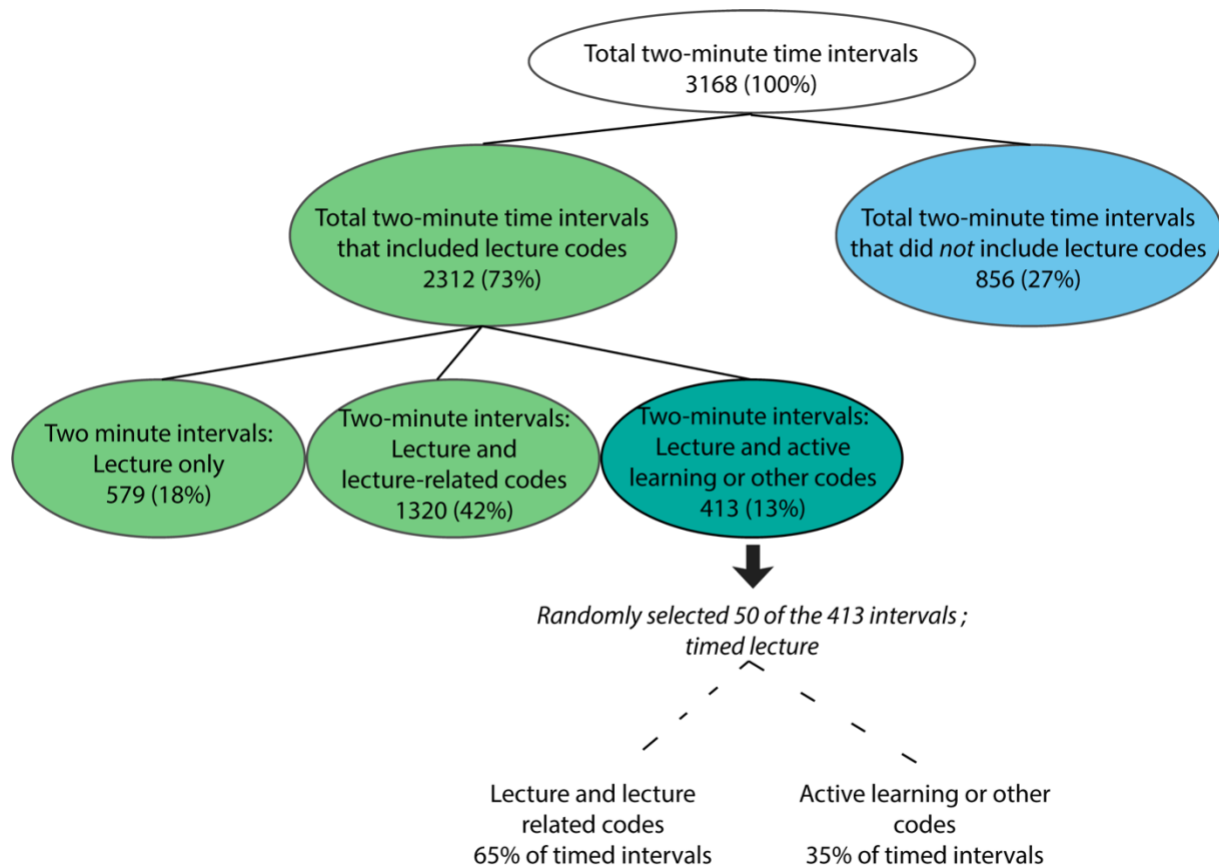 Total two-minute time intervals
3168 (100%)
Total two-minute time intervals
that included lecture codes
2312 (73%)
Total two-minute time intervals
that did not include lecture codes
856 (27%)
Two minute intervals:
Lecture only
579 (18%)
Two-minute intervals:
Lecture and
lecture-related codes
1320 (42%)
Two-minute intervals:
Lecture and active
learning or other codes
413 (13%)
Randomly selected 50 of the 413 intervals ;
timed lecture
Lecture and lecture
related codes
65% of timed intervals
Active learning or other
codes
35% of timed intervals